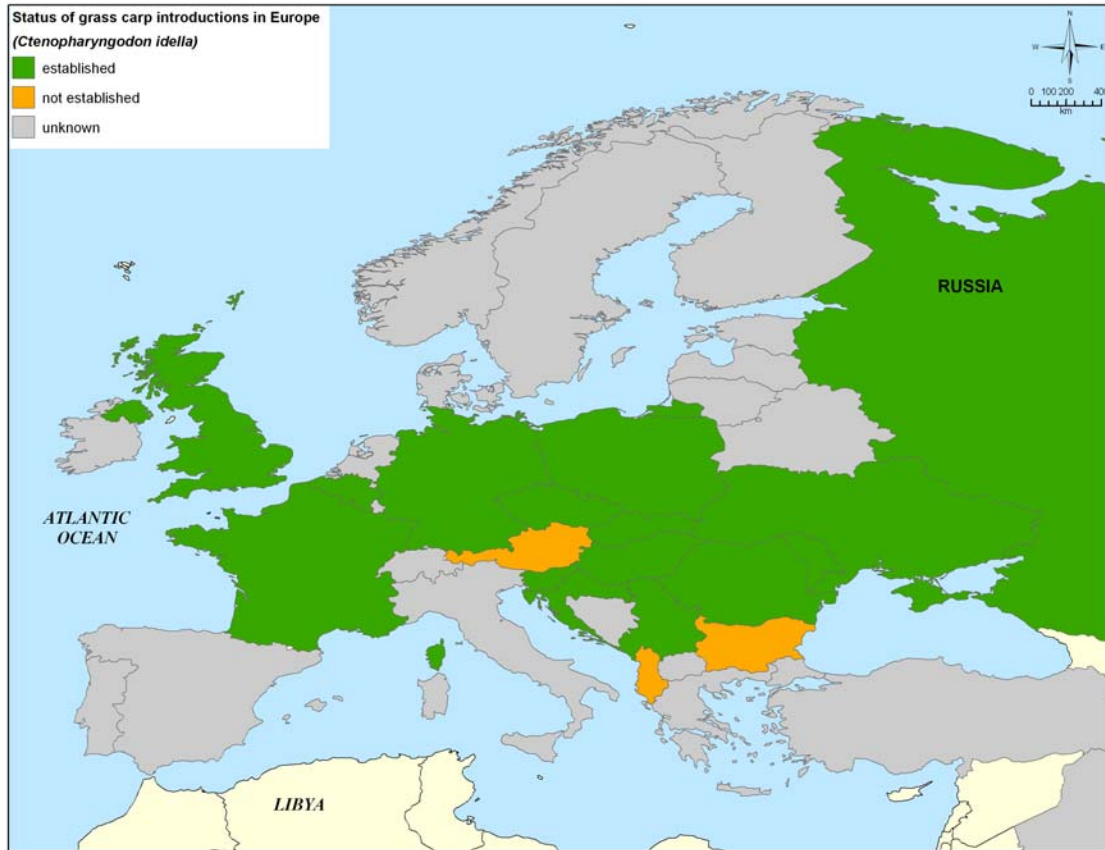 Status of grass carp introductions in Europe
(Ctenopharyngodon idella)
established
not established
unknown
N
W E
S
0 100 200 400
km
RUSSIA
ATLANTIC
OCEAN
LIBYA